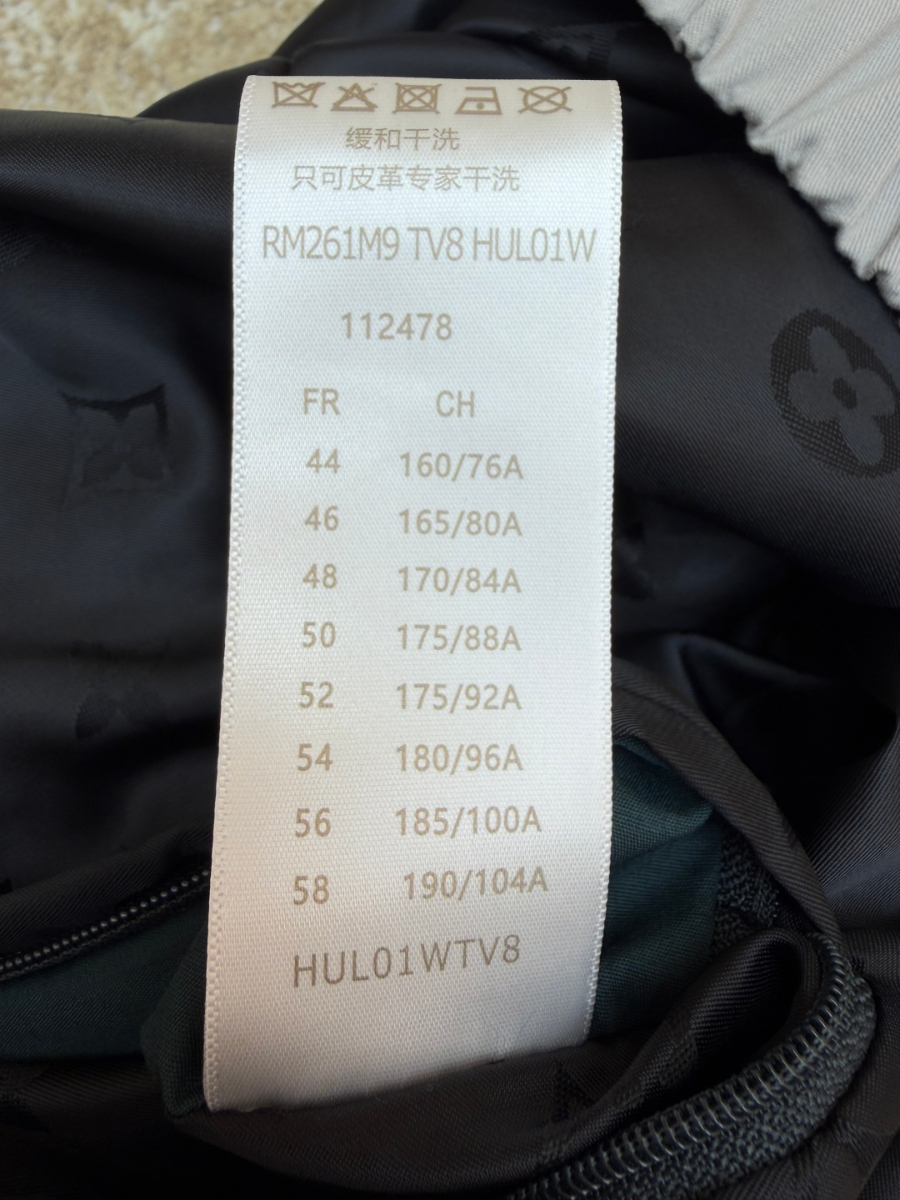 缓和干洗
只可皮革专家干洗
RM261M9 TV8 HUL01W
112478
FR CH
44 160/76A
46 165/80A
48 170/84A
50 175/88A
52 175/92A
54 180/96A
56 185/100A
58 190/104A
HUL01WTV8